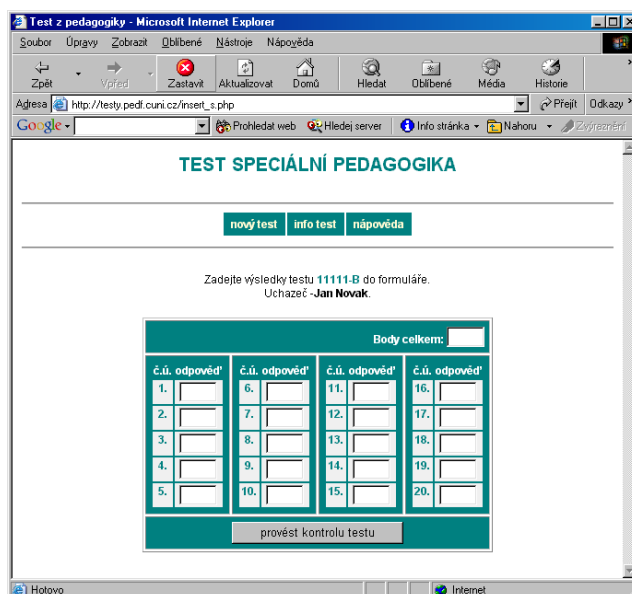 Test z pedagogiky - Microsoft Internet Explorer
Soubor Úpravy Zobrazit Oblíbené Nástroje Nápověda
Zpět Vpřed Zastavit Aktualizovat Domů Hledat Oblíbené Média Historie
Adresa http://testy.pedf.cuni.cz/insert_s.php Přejít Odkazy »
Google Prohledat web Hledej server Info stránka Nahoru Zvýraznění
TEST SPECIÁLNÍ PEDAGOGIKA
nový test info test nápověda
Zadejte výsledky testu 11111-B do formuláře.
Uchazeč -Jan Novak.
Body celkem:
č.ú. odpověď č.ú. odpověď č.ú. odpověď č.ú. odpověď
1. 6. 11. 16.
2. 7. 12. 17.
3. 8. 13. 18.
4. 9. 14. 19.
5. 10. 15. 20.
provést kontrolu testu
Hotovo Internet